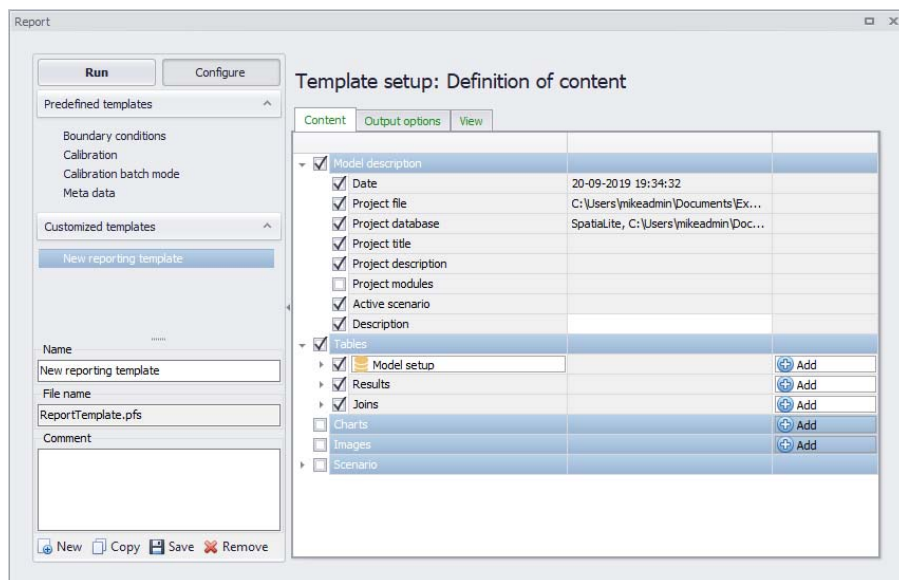 Report
Run
Configure
Predefined templates
Boundary conditions
Calibration
Calibration batch mode
Meta data
Customized templates
New reporting template
Name
New reporting template
File name
ReportTemplate.pfs
Comment
New Copy Save Remove
Template setup: Definition of content
Content Output options View
Model description
Date 20-09-2019 19:34:32
Project file C:\Users\mikeadmin\Documents\Ex...
Project database SpatiaLite, C:\Users\mikeadmin\Doc...
Project title
Project description
Project modules
Active scenario
Description
Tables
Model setup Add
Results Add
Joins Add
Charts Add
Images Add
Scenario